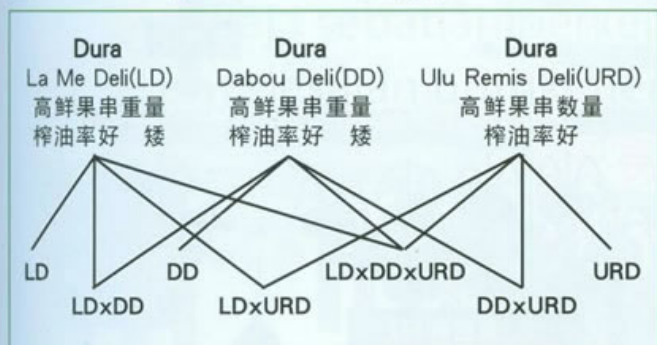 Dura Dura Dura
La Me Deli(LD) Dabou Deli(DD) Ulu Remis Deli(URD)
高鲜果串重量 高鲜果串重量 高鲜果串数量
榨油率好 矮 榨油率好 矮 榨油率好
LD DD LDxDDxURD URD
LDxDD LDxURD DDxURD